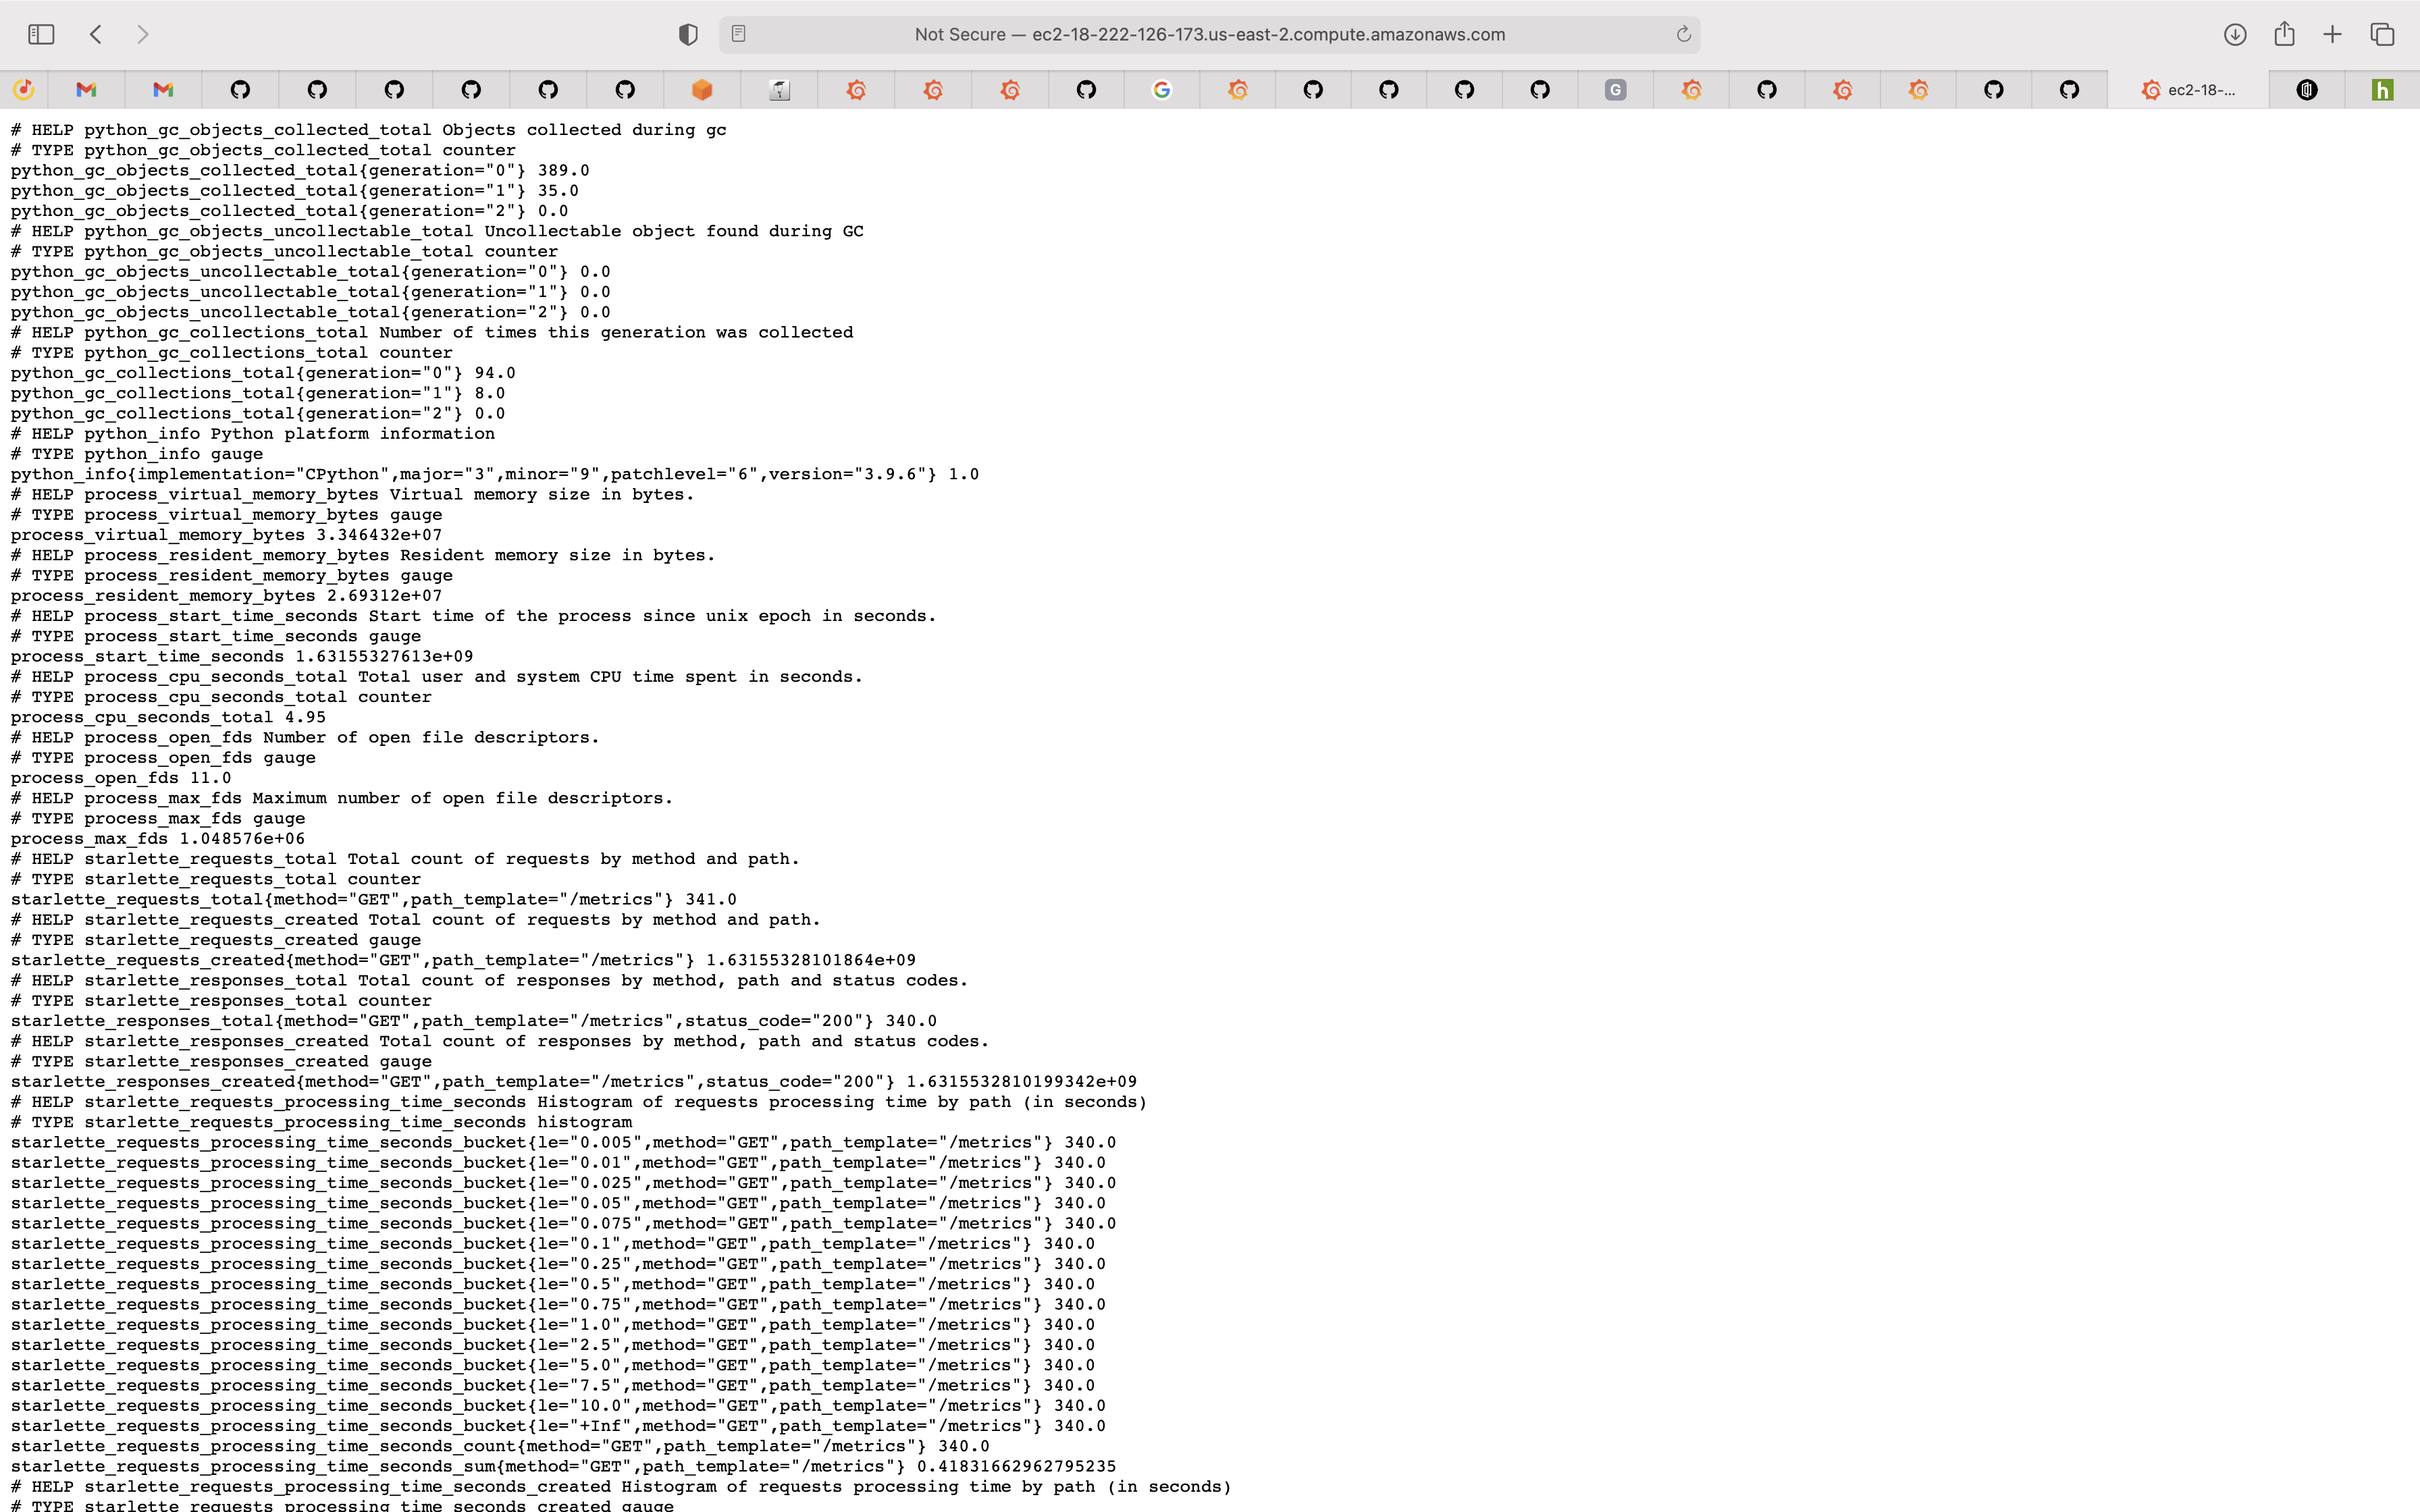 Not Secure — ec2-18-222-126-173.us-east-2.compute.amazonaws.com
G
ec2-18-...
h
# HELP python_gc_objects_collected_total Objects collected during gc
# TYPE python_gc_objects_collected_total counter
python_gc_objects_collected_total{generation="0"} 389.0
python_gc_objects_collected_total{generation="1"} 35.0
python_gc_objects_collected_total{generation="2"} 0.0
# HELP python_gc_objects_uncollectable_total Uncollectable object found during GC
# TYPE python_gc_objects_uncollectable_total counter
python_gc_objects_uncollectable_total{generation="0"} 0.0
python_gc_objects_uncollectable_total{generation="1"} 0.0
python_gc_objects_uncollectable_total{generation="2"} 0.0
# HELP python_gc_collections_total Number of times this generation was collected
# TYPE python_gc_collections_total counter
python_gc_collections_total{generation="0"} 94.0
python_gc_collections_total{generation="1"} 8.0
python_gc_collections_total{generation="2"} 0.0
# HELP python_info Python platform information
# TYPE python_info gauge
python_info{implementation="CPython",major="3",minor="9",patchlevel="6",version="3.9.6"} 1.0
# HELP process_virtual_memory_bytes Virtual memory size in bytes.
# TYPE process_virtual_memory_bytes gauge
process_virtual_memory_bytes 3.346432e+07
# HELP process_resident_memory_bytes Resident memory size in bytes.
# TYPE process_resident_memory_bytes gauge
process_resident_memory_bytes 2.69312e+07
# HELP process_start_time_seconds Start time of the process since unix epoch in seconds.
# TYPE process_start_time_seconds gauge
process_start_time_seconds 1.63155327613e+09
# HELP process_cpu_seconds_total Total user and system CPU time spent in seconds.
# TYPE process_cpu_seconds_total counter
process_cpu_seconds_total 4.95
# HELP process_open_fds Number of open file descriptors.
# TYPE process_open_fds gauge
process_open_fds 11.0
# HELP process_max_fds Maximum number of open file descriptors.
# TYPE process_max_fds gauge
process_max_fds 1.048576e+06
# HELP starlette_requests_total Total count of requests by method and path.
# TYPE starlette_requests_total counter
starlette_requests_total{method="GET",path_template="/metrics"} 341.0
# HELP starlette_requests_created Total count of requests by method and path.
# TYPE starlette_requests_created gauge
starlette_requests_created{method="GET",path_template="/metrics"} 1.63155328101864e+09
# HELP starlette_responses_total Total count of responses by method, path and status codes.
# TYPE starlette_responses_total counter
starlette_responses_total{method="GET",path_template="/metrics",status_code="200"} 340.0
# HELP starlette_responses_created Total count of responses by method, path and status codes.
# TYPE starlette_responses_created gauge
starlette_responses_created{method="GET",path_template="/metrics",status_code="200"} 1.6315532810199342e+09
# HELP starlette_requests_processing_time_seconds Histogram of requests processing time by path (in seconds)
# TYPE starlette_requests_processing_time_seconds histogram
starlette_requests_processing_time_seconds_bucket{le="0.005",method="GET",path_template="/metrics"} 340.0
starlette_requests_processing_time_seconds_bucket{le="0.01",method="GET",path_template="/metrics"} 340.0
starlette_requests_processing_time_seconds_bucket{le="0.025",method="GET",path_template="/metrics"} 340.0
starlette_requests_processing_time_seconds_bucket{le="0.05",method="GET",path_template="/metrics"} 340.0
starlette_requests_processing_time_seconds_bucket{le="0.075",method="GET",path_template="/metrics"} 340.0
starlette_requests_processing_time_seconds_bucket{le="0.1",method="GET",path_template="/metrics"} 340.0
starlette_requests_processing_time_seconds_bucket{le="0.25",method="GET",path_template="/metrics"} 340.0
starlette_requests_processing_time_seconds_bucket{le="0.5",method="GET",path_template="/metrics"} 340.0
starlette_requests_processing_time_seconds_bucket{le="0.75",method="GET",path_template="/metrics"} 340.0
starlette_requests_processing_time_seconds_bucket{le="1.0",method="GET",path_template="/metrics"} 340.0
starlette_requests_processing_time_seconds_bucket{le="2.5",method="GET",path_template="/metrics"} 340.0
starlette_requests_processing_time_seconds_bucket{le="5.0",method="GET",path_template="/metrics"} 340.0
starlette_requests_processing_time_seconds_bucket{le="7.5",method="GET",path_template="/metrics"} 340.0
starlette_requests_processing_time_seconds_bucket{le="10.0",method="GET",path_template="/metrics"} 340.0
starlette_requests_processing_time_seconds_bucket{le="+Inf",method="GET",path_template="/metrics"} 340.0
starlette_requests_processing_time_seconds_count{method="GET",path_template="/metrics"} 340.0
starlette_requests_processing_time_seconds_sum{method="GET",path_template="/metrics"} 0.41831662962795235
# HELP starlette_requests_processing_time_seconds_created Histogram of requests processing time by path (in seconds)
# TYPE starlette_requests_processing_time_seconds_created gauge